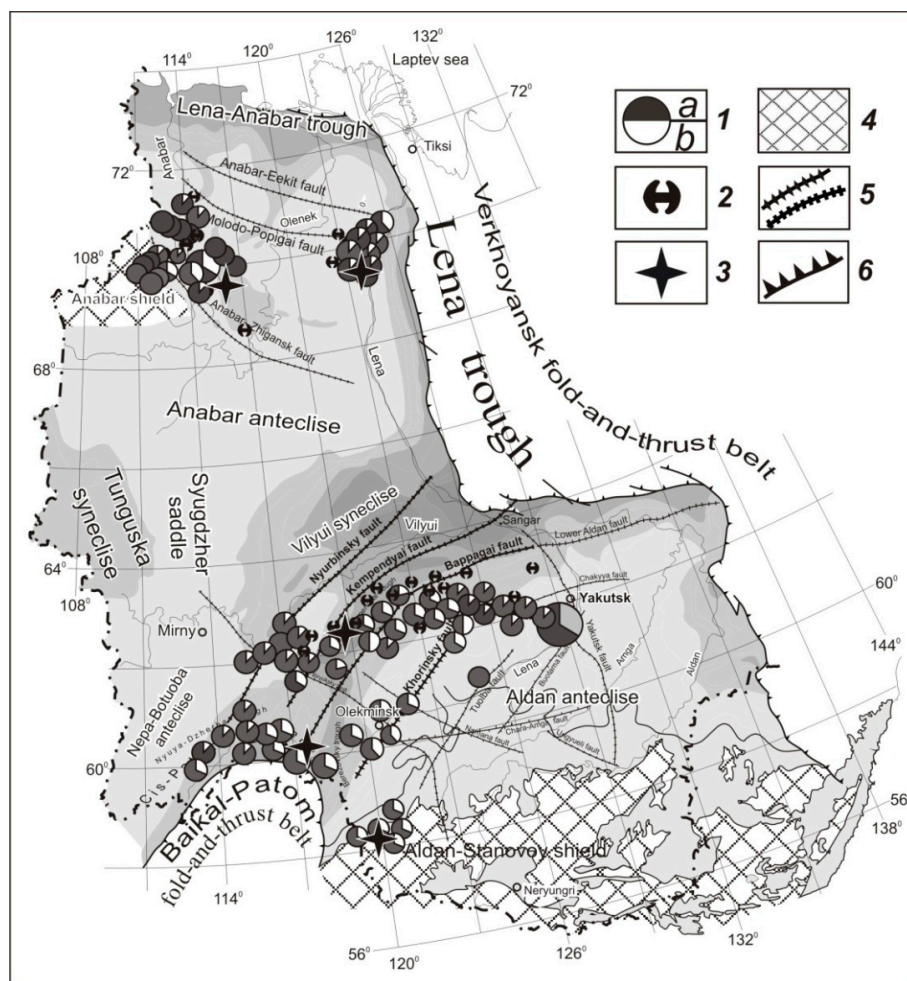 114⁰
120⁰
126⁰
132⁰
Laptev sea
72⁰
Lena-Anabar trough
Tiksi
a
b
1
4
2
5
3
6
72⁰
Anabar
Anabar-Eekit fault
Olenek
Molodo-Popigai fault
Verkhoyansk fold-and-thrust belt
Lena trough
108⁰
Anabar shield
Anabar-Zhigansk fault
Lena
68⁰
Anabar anteclise
Tunguska
syneclise
Syugdzher
saddle
Vilyui syneclise
Nyurbinsky fault
Vilyui
Sangar
Kempendyai fault
Bappagai fault
Lower Aldan fault
64⁰
Chakyya fault
60⁰
108⁰
Yakutsk
Mirny
Khorinsky fault
Yakutsk fault
Amga
Aldan
144⁰
Lena
Tuolba fault
Aldan anteclise
Nepa-Botuoba
anteclise
Olekminsk
Chara-Amga fault
60⁰
Cis-P
Baikal-Patom
fold-and-thrust belt
56⁰
138⁰
Aldan-Stanovoy shield
Neryungri
114⁰
132⁰
126⁰
56⁰
120⁰